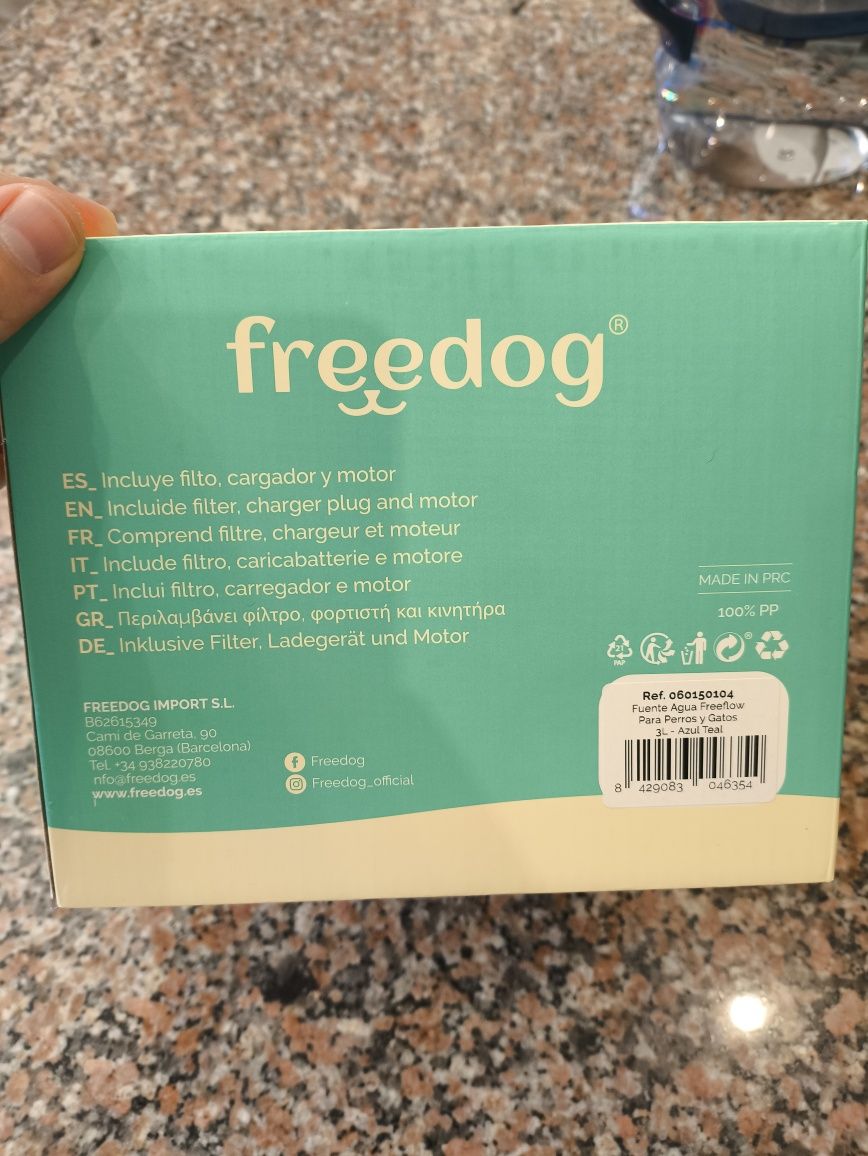 freedog®
ES_ Incluye filto, cargador y motor
EN_ Incluide filter, charger plug and motor
FR_ Comprend filtre, chargeur et moteur
IT_ Include filtro, caricabatterie e motore
PT_ Inclui filtro, carregador e motor
GR_ Περιλαμβάνει φίλτρο, φορτιστή και κινητήρα
DE_ Inklusive Filter, Ladegerät und Motor
MADE IN PRC
100% PP
21
PAP
®
FREEDOG IMPORT S.L.
B62615349
Camí de Garreta, 90
08600 Berga (Barcelona)
Tel. +34 938220780
nfo@freedog.es
www.freedog.es
Freedog
Freedog_official
Ref. 060150104
Fuente Agua Freeflow
Para Perros y Gatos
3L - Azul Teal
8 429083 046354